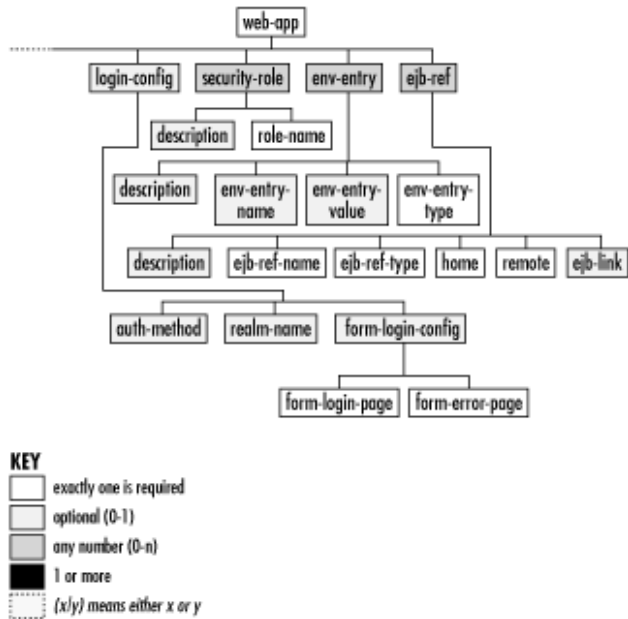 web-app
login-config security-role env-entry ejb-ref
description role-name
description env-entry-name env-entry-value env-entry-type
description ejb-ref-name ejb-ref-type home remote ejb-link
auth-method realm-name form-login-config
form-login-page form-error-page
KEY
exactly one is required
optional (0-1)
any number (0-n)
1 or more
(x/y) means either x or y